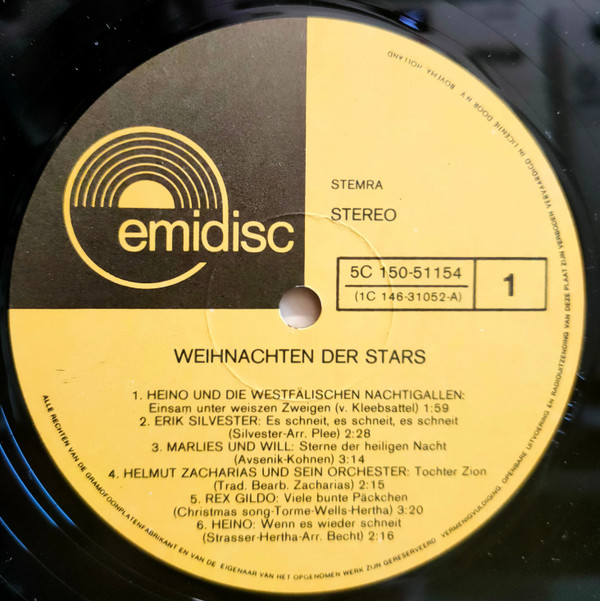 emidisc
STEMRA
STEREO
5C 150-51154
(1C 146-31052-A)
1
WEIHNACHTEN DER STARS
1. HEINO UND DIE WESTFÄLISCHEN NACHTIGALLEN:
Einsam unter weiszen Zweigen (v. Kleebsattel) 1:59
2. ERIK SILVESTER: Es schneit, es schneit, es schneit
(Silvester-Arr. Plee) 2:28
3. MARLIES UND WILL: Sterne der heiligen Nacht
(Avsenik-Kohnen) 3:14
4. HELMUT ZACHARIAS UND SEIN ORCHESTER: Tochter Zion
(Trad. Bearb. Zacharias) 2:15
5. REX GILDO: Viele bunte Päckchen
(Christmas song-Torme-Wells-Hertha) 3:20
6. HEINO: Wenn es wieder schneit
(Strasser-Hertha-Arr. Becht) 2:16
ALLE RECHTEN VAN DE GRAMOFOONPLATENFABRIKANT EN VAN DE EIGENAAR VAN HET OPGENOMEN WERK ZIJN GERESERVEERD. VERMENIGVULDIGING, OPENBARE UITVOERING EN RADIOUITZENDING VAN DEZE PLAAT ZIJN VERBODEN VERVAARDIGD IN LICENTIE DOOR N.V. BOVEMA HOLLAND